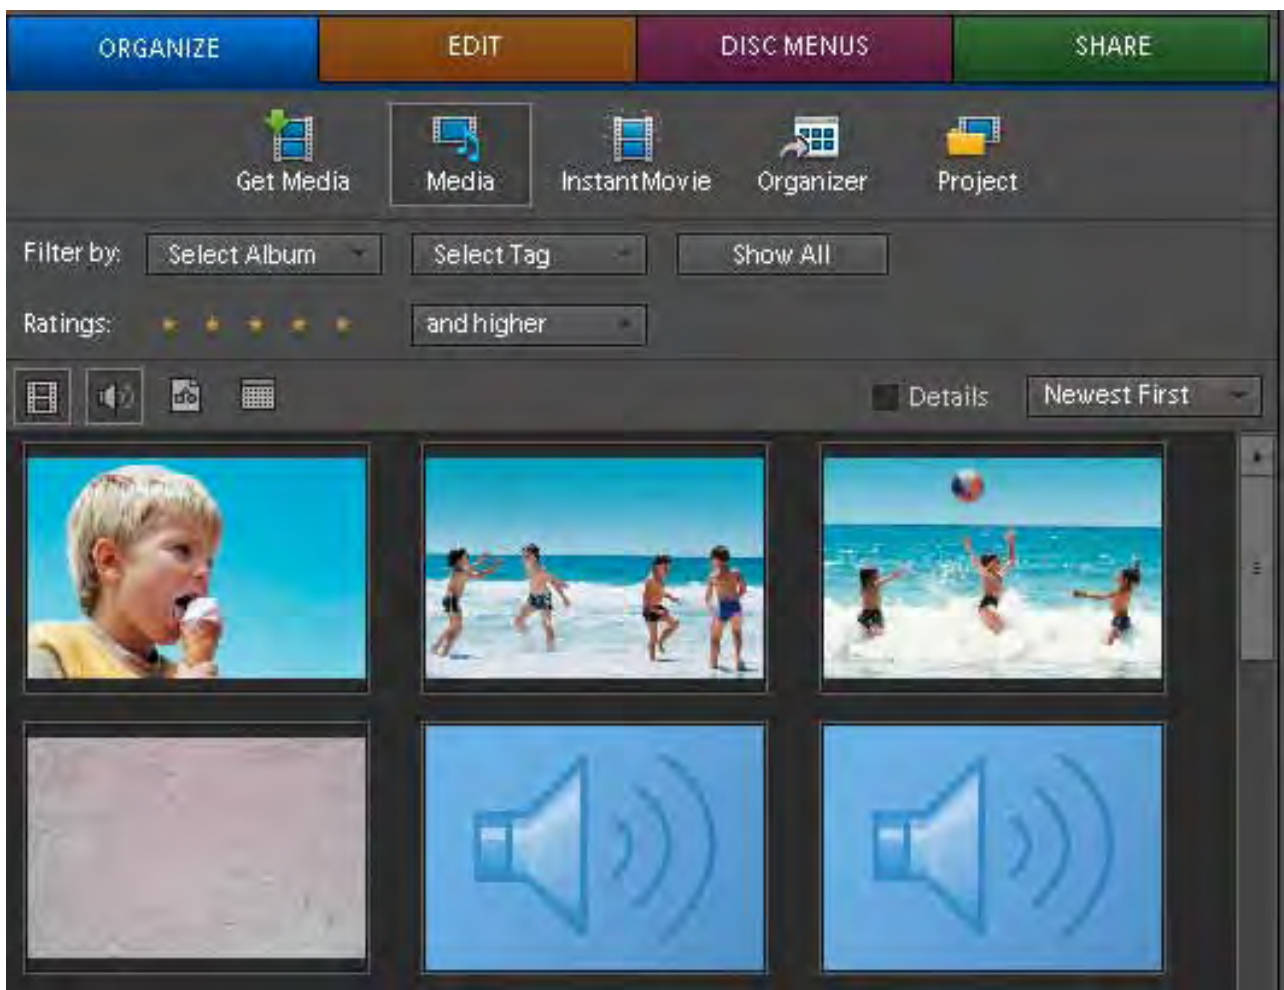 ORGANIZE EDIT DISC MENUS SHARE
Get Media Media InstantMovie Organizer Project
Filter by: Select Album Select Tag Show All
Ratings: and higher
Details Newest First